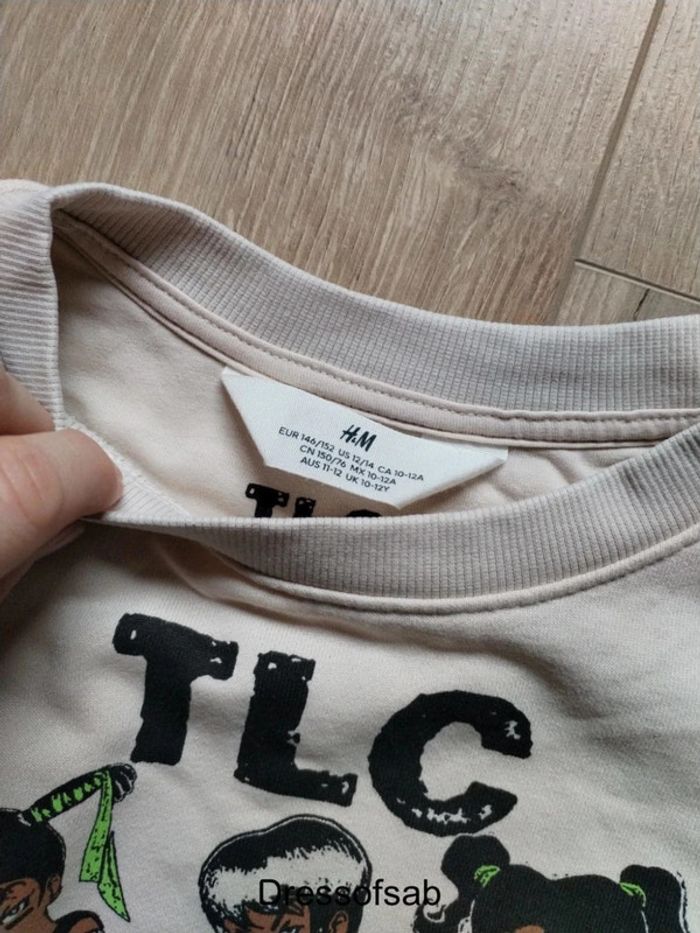 H&M
EUR 146/152 US 12/14 CA 10-12A
CN 150/76 MX 10-12A
AUS 11-12 UK 10-12Y
TLC
TLC
Dressofsab